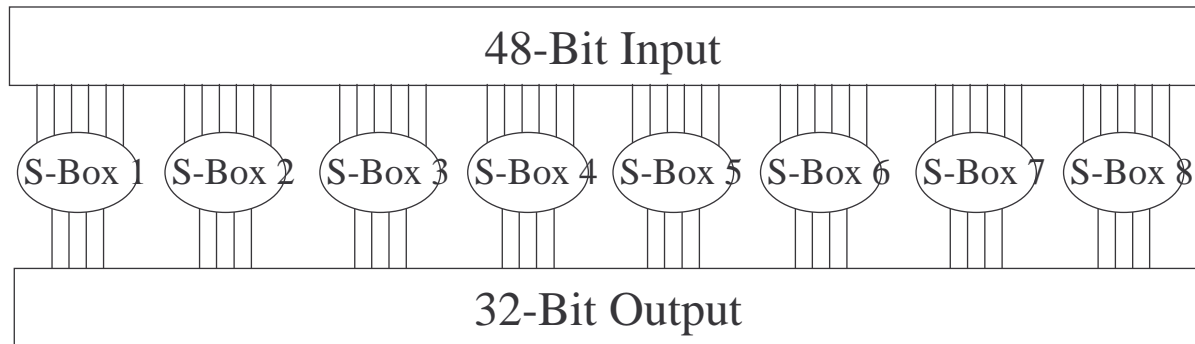 48-Bit Input
S-Box 1 S-Box 2 S-Box 3 S-Box 4 S-Box 5 S-Box 6 S-Box 7 S-Box 8
32-Bit Output